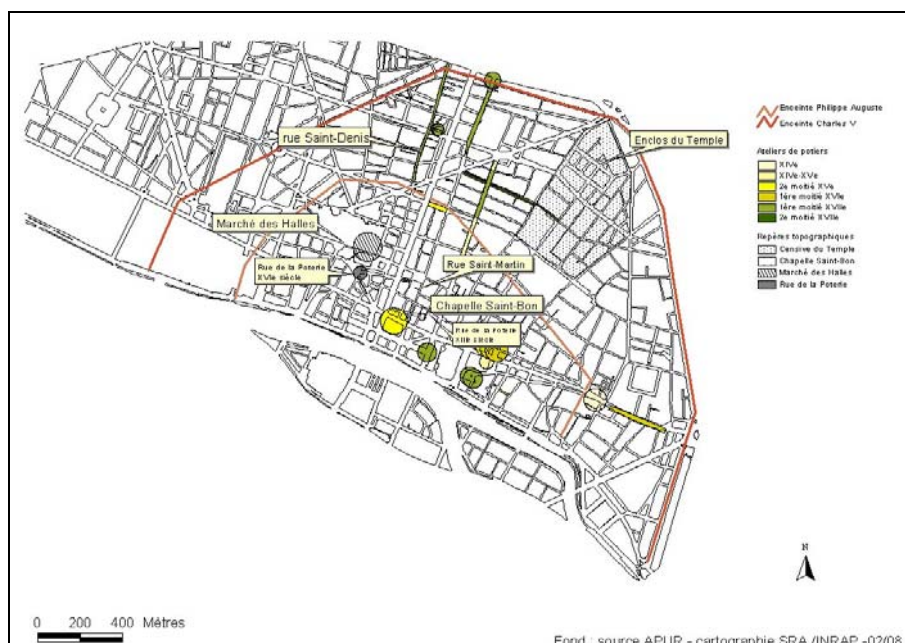 rue Saint-Denis
Enclos du Temple
Marché des Halles
Rue de la Poterie
XVIe siècle
Rue Saint-Martin
Chapelle Saint-Bon
Rue de la Poterie
XIIIe siècle
Enceinte Philippe Auguste
Enceinte Charles V
Ateliers de potiers
XIVe
XIVe-XVe
2e moitié XVe
1ère moitié XVIe
1ère moitié XVIIe
2e moitié XVIIe
Repères topographiques
Censive du Temple
Chapelle Saint-Bon
Marché des Halles
Rue de la Poterie
N
0 200 400 Mètres
Fond : source APUR - cartographie SRA /INRAP -02/08